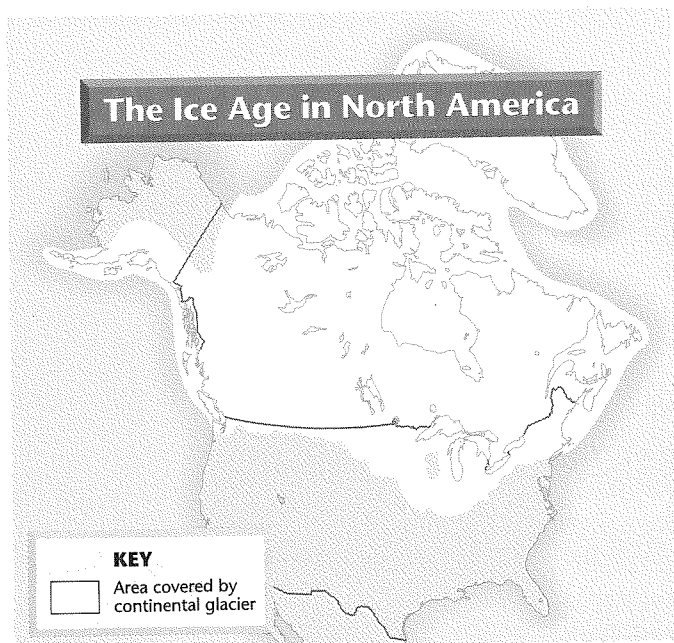 The Ice Age in North America
KEY
Area covered by
continental glacier